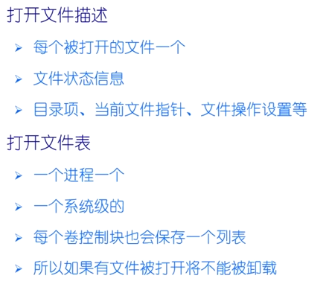 打开文件描述
➢ 每个被打开的文件一个
➢ 文件状态信息
➢ 目录项、当前文件指针、文件操作设置等
打开文件表
➢ 一个进程一个
➢ 一个系统级的
➢ 每个卷控制块也会保存一个列表
➢ 所以如果有文件被打开将不能被卸载